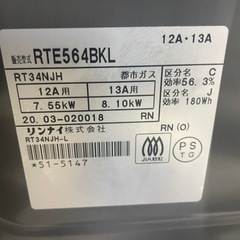 販売型式 RTE564BKL
12A・13A
RT34NJH 都市ガス
12A用 13A用
7.55kW 8.10kW
区分名 C
効率 56.3%
区分名 J
効率 180Wh
20.03-020018 RN
リンナイ株式会社 RN (O)
RT34NJH-L
*51-5147
JIA認証
PS
TG